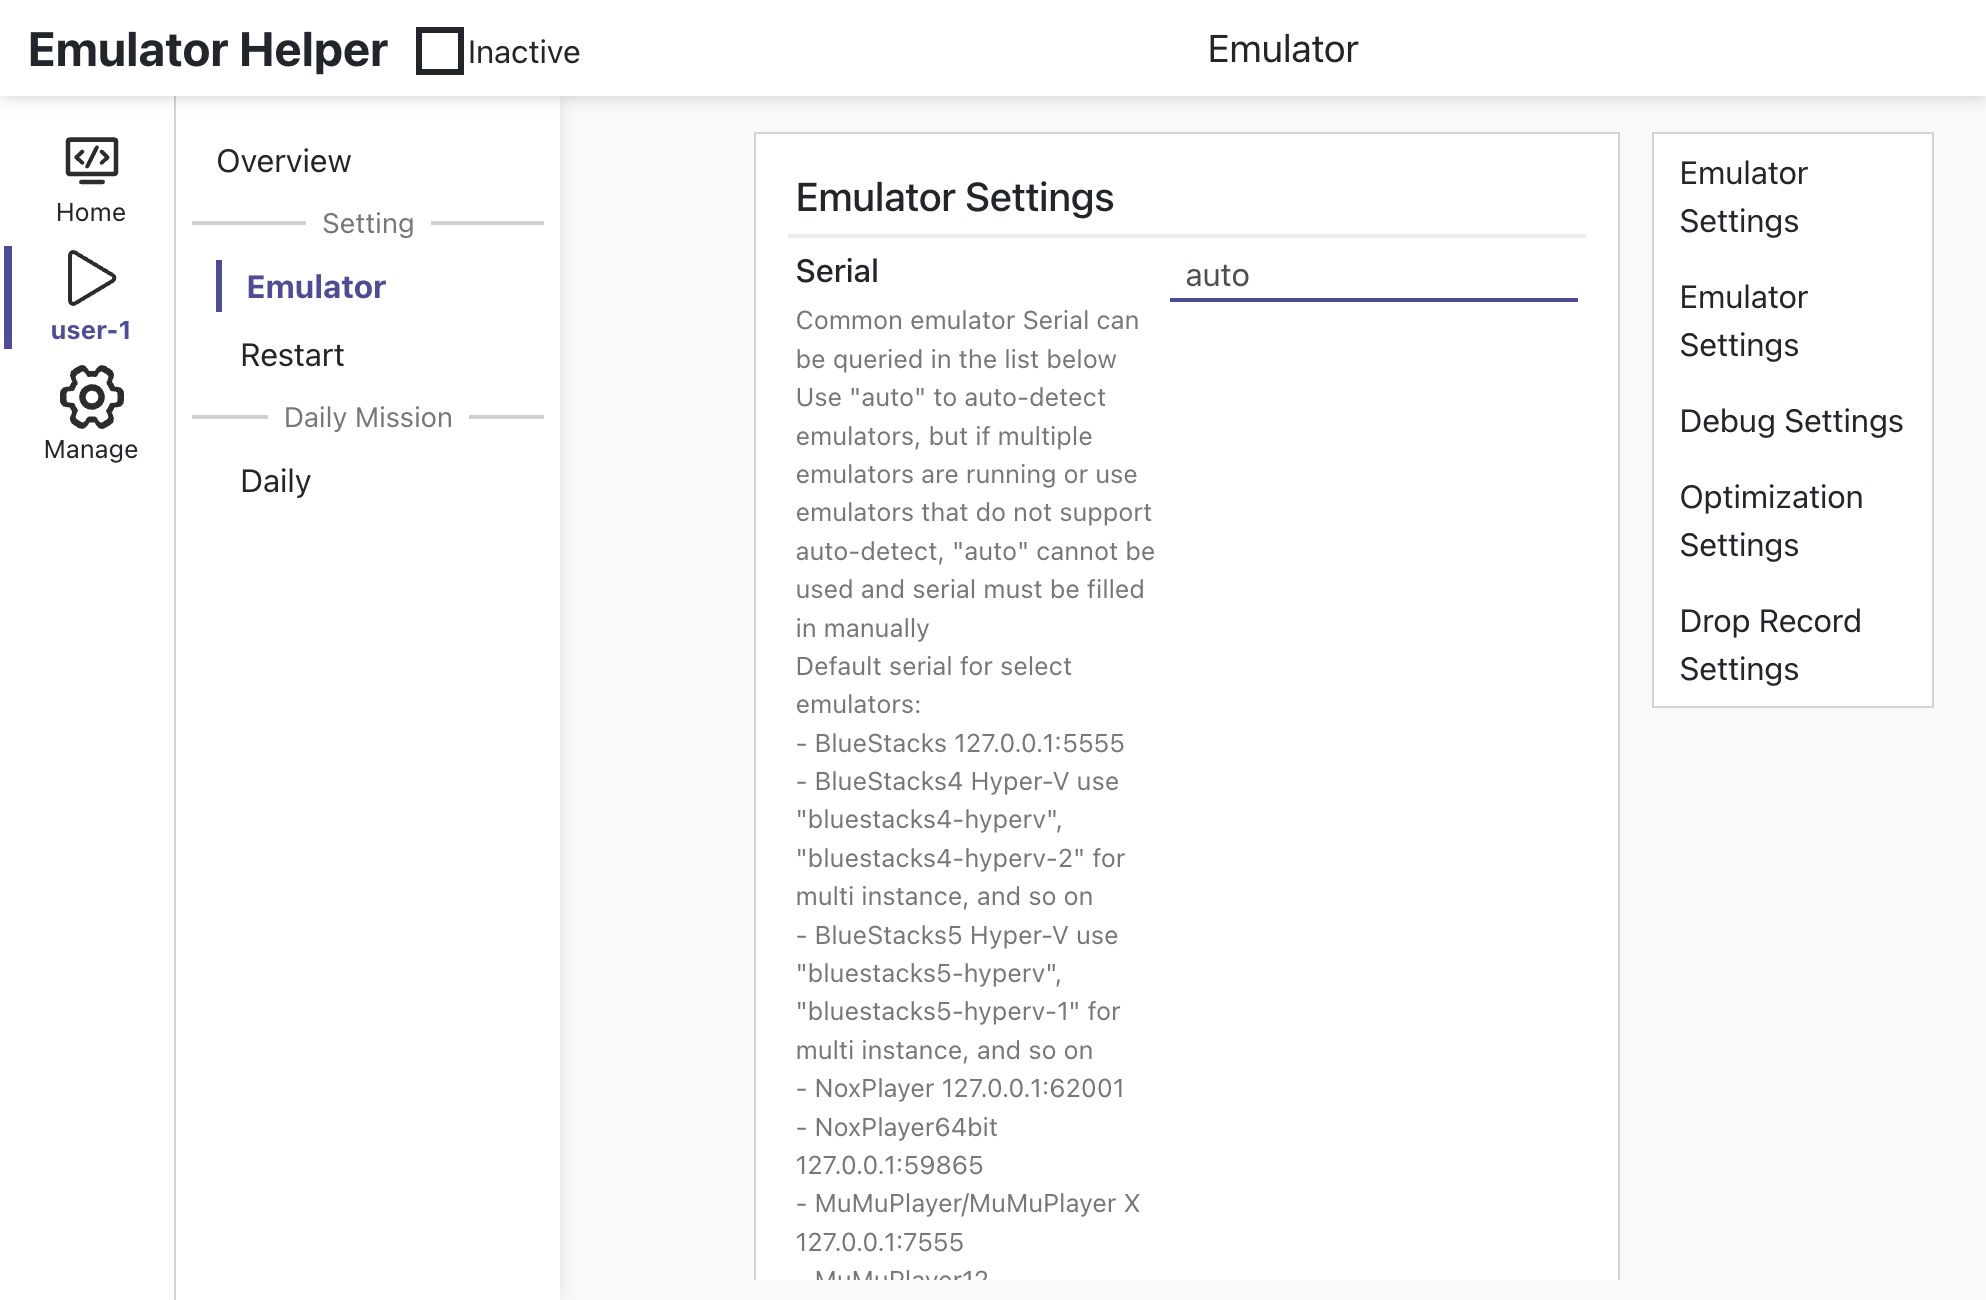 Emulator Helper
Inactive
Emulator
Home
user-1
Manage
Overview
Setting
Emulator
Restart
Daily Mission
Daily
Emulator Settings
Serial
auto
Common emulator Serial can
be queried in the list below
Use "auto" to auto-detect
emulators, but if multiple
emulators are running or use
emulators that do not support
auto-detect, "auto" cannot be
used and serial must be filled
in manually
Default serial for select
emulators:
- BlueStacks 127.0.0.1:5555
- BlueStacks4 Hyper-V use
"bluestacks4-hyperv",
"bluestacks4-hyperv-2" for
multi instance, and so on
- BlueStacks5 Hyper-V use
"bluestacks5-hyperv",
"bluestacks5-hyperv-1" for
multi instance, and so on
- NoxPlayer 127.0.0.1:62001
- NoxPlayer64bit
127.0.0.1:59865
- MuMuPlayer/MuMuPlayer X
127.0.0.1:7555
- MuMuPlayer12
Emulator
Settings
Emulator
Settings
Debug Settings
Optimization
Settings
Drop Record
Settings